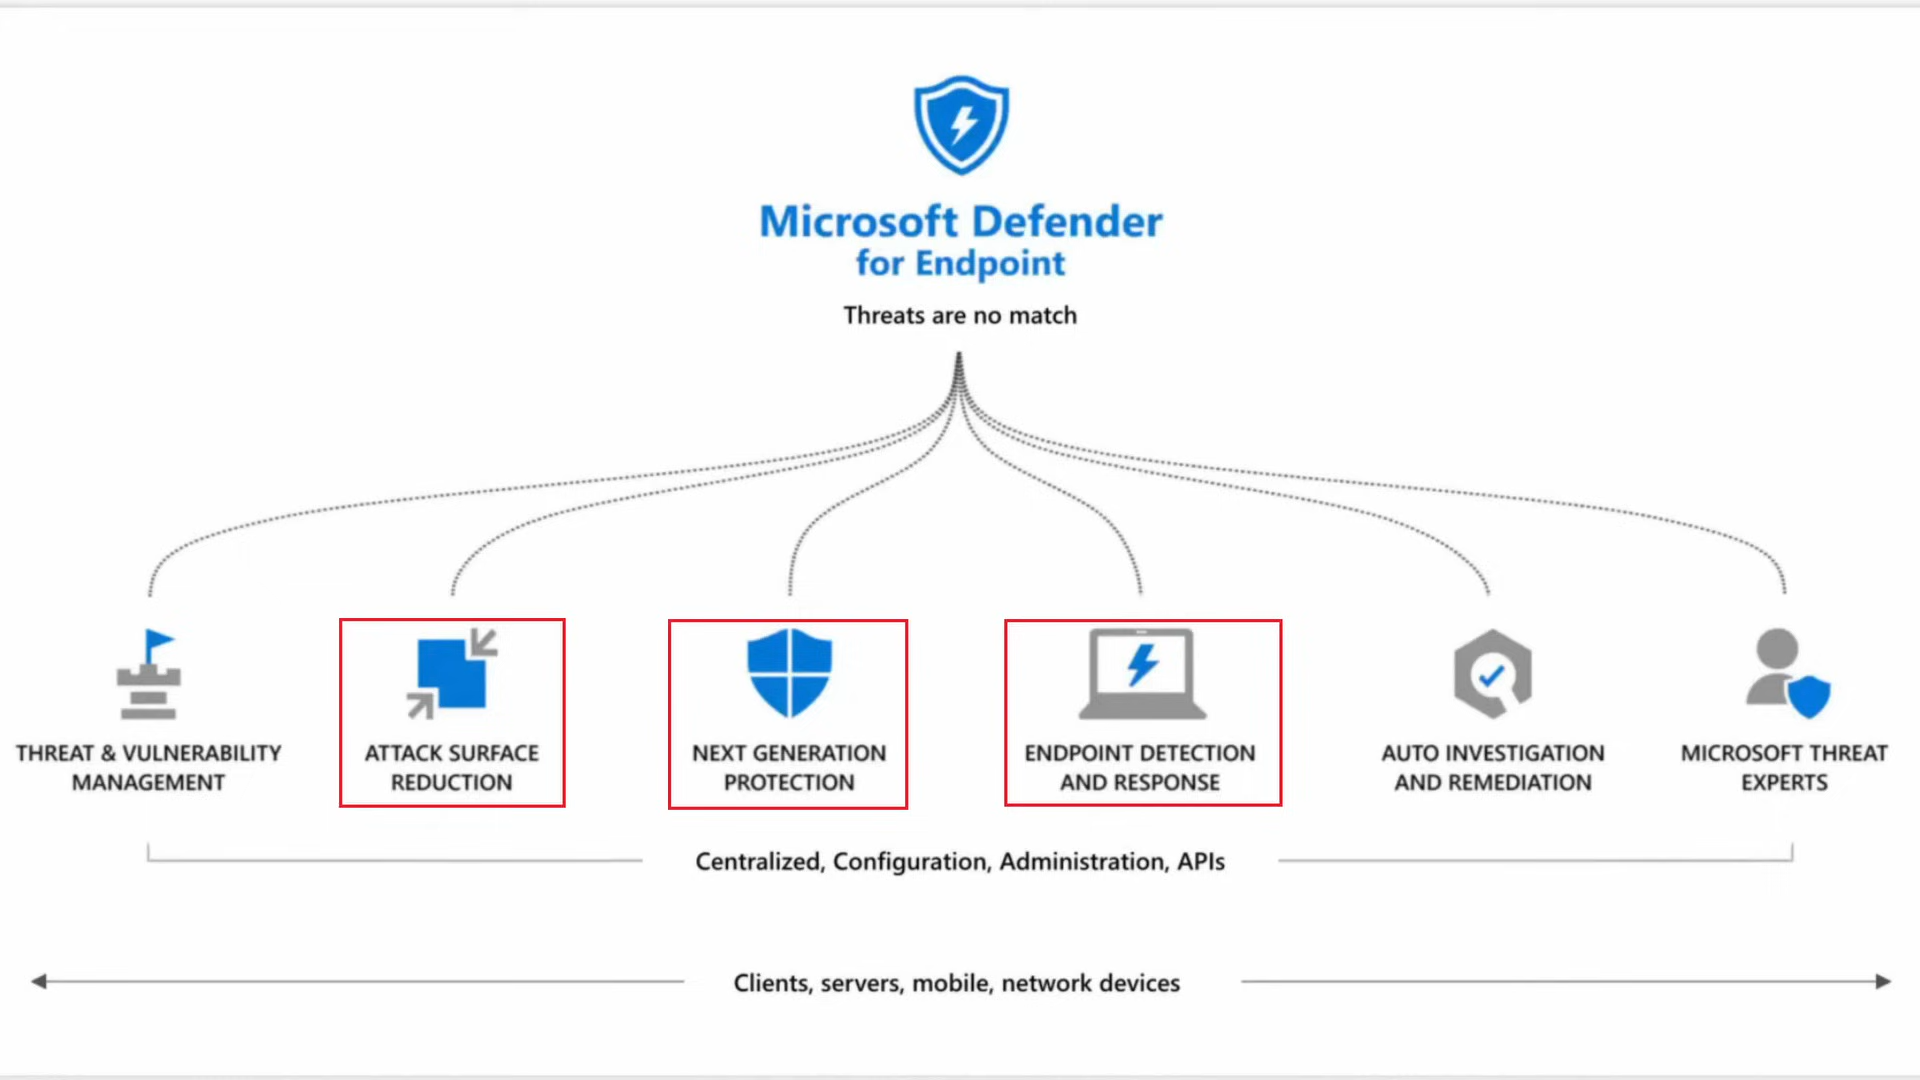 Microsoft Defender
for Endpoint
Threats are no match
THREAT & VULNERABILITY
MANAGEMENT
ATTACK SURFACE
REDUCTION
NEXT GENERATION
PROTECTION
ENDPOINT DETECTION
AND RESPONSE
AUTO INVESTIGATION
AND REMEDIATION
MICROSOFT THREAT
EXPERTS
Centralized, Configuration, Administration, APIs
Clients, servers, mobile, network devices